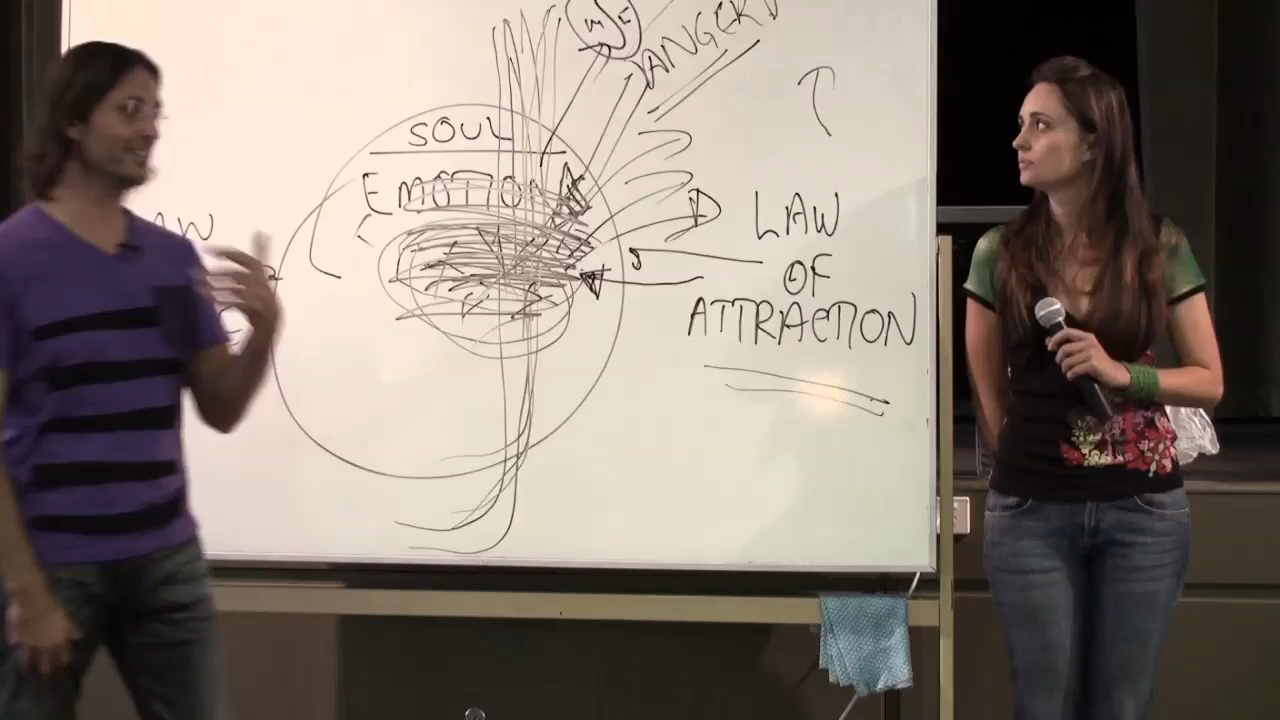 ANGER
SOUL
EMOTION
LAW
OF
ATTRACTION